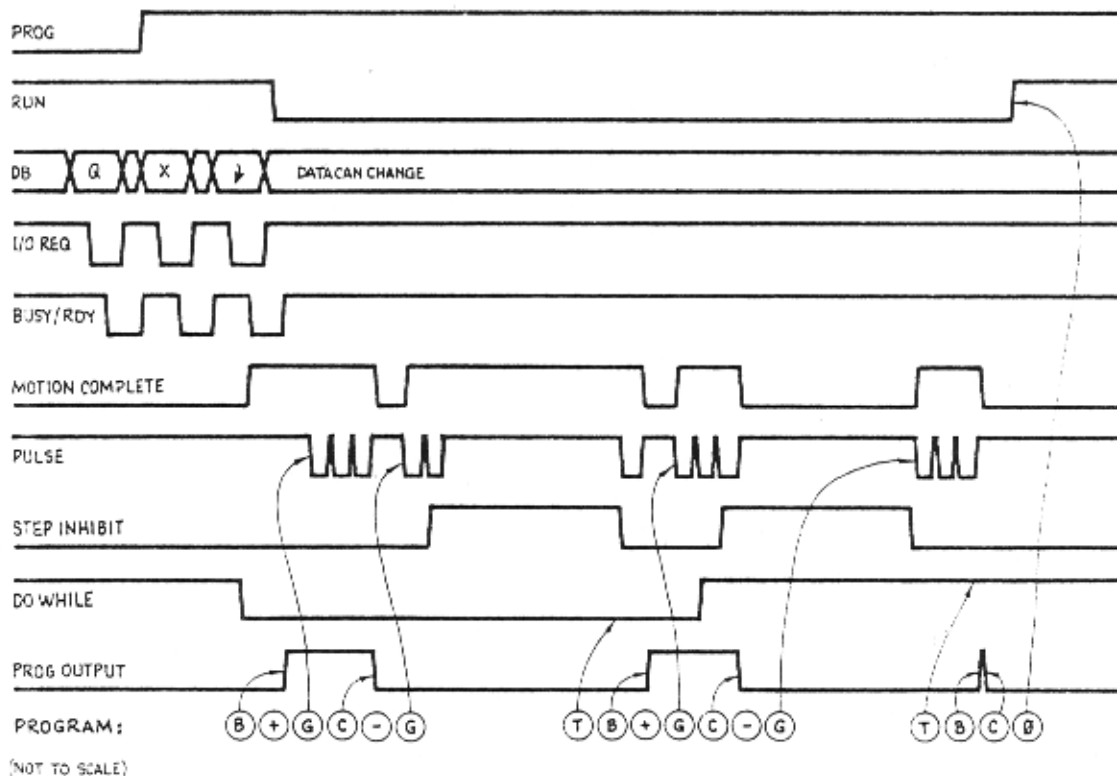 PROG
RUN
DB Q X ↓ DATA CAN CHANGE
I/O REQ
BUSY/RDY
MOTION COMPLETE
PULSE
STEP INHIBIT
DO WHILE
PROG OUTPUT
PROGRAM: B + G C - G T B + G C - G T B C 0
(NOT TO SCALE)